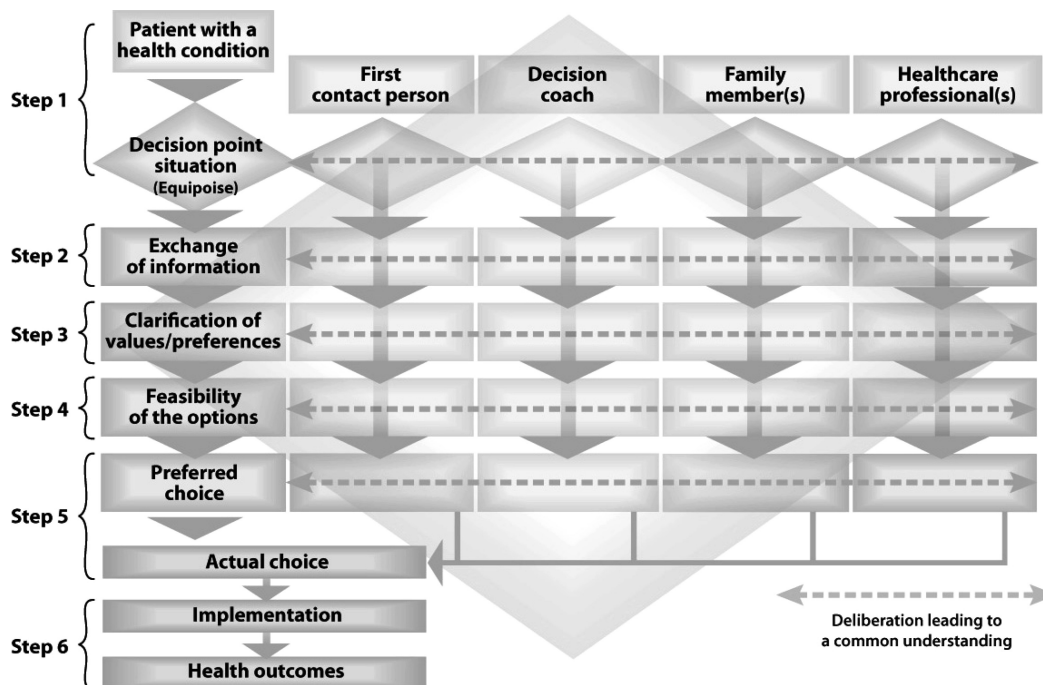 Step 1
Patient with a
health condition
First
contact person
Decision
coach
Family
member(s)
Healthcare
professional(s)
Decision point
situation
(Equipoise)
Step 2
Exchange
of information
Step 3
Clarification of
values/preferences
Step 4
Feasibility
of the options
Step 5
Preferred
choice
Actual choice
Step 6
Implementation
Health outcomes
Deliberation leading to
a common understanding